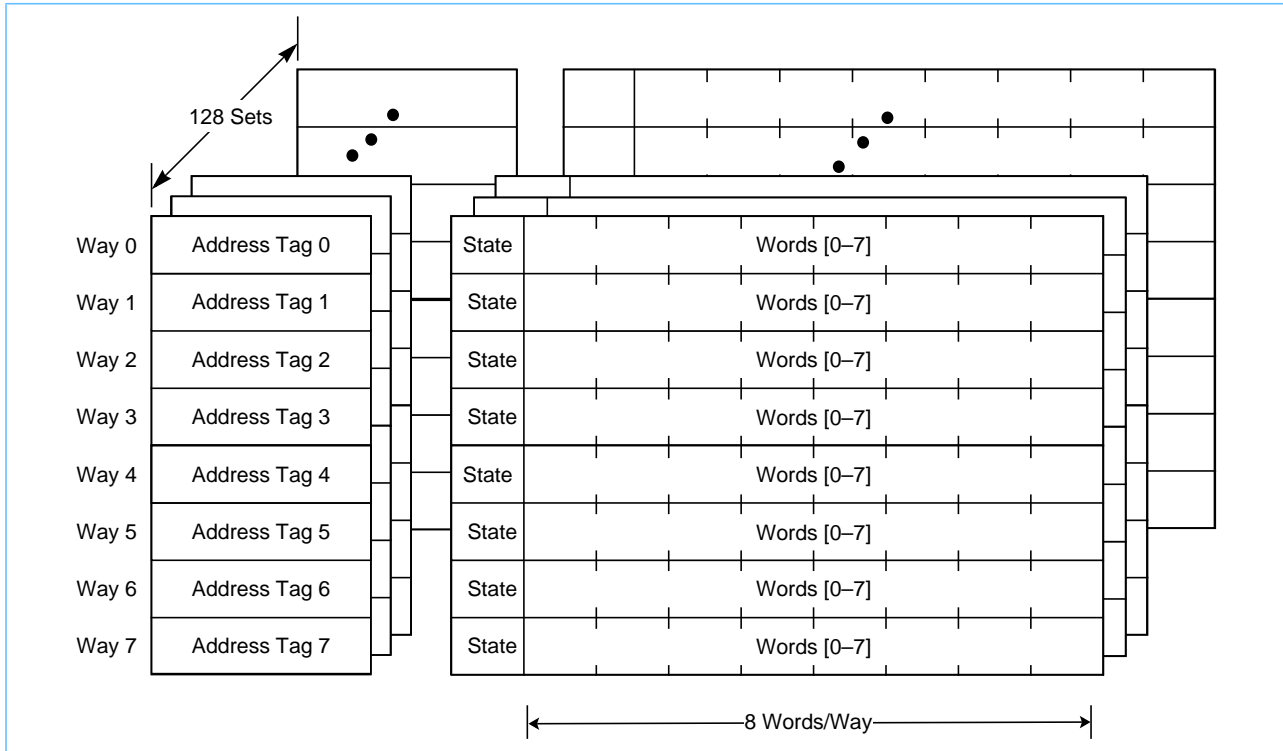 128 Sets
Way 0 Address Tag 0 State Words [0–7]
Way 1 Address Tag 1 State Words [0–7]
Way 2 Address Tag 2 State Words [0–7]
Way 3 Address Tag 3 State Words [0–7]
Way 4 Address Tag 4 State Words [0–7]
Way 5 Address Tag 5 State Words [0–7]
Way 6 Address Tag 6 State Words [0–7]
Way 7 Address Tag 7 State Words [0–7]
8 Words/Way